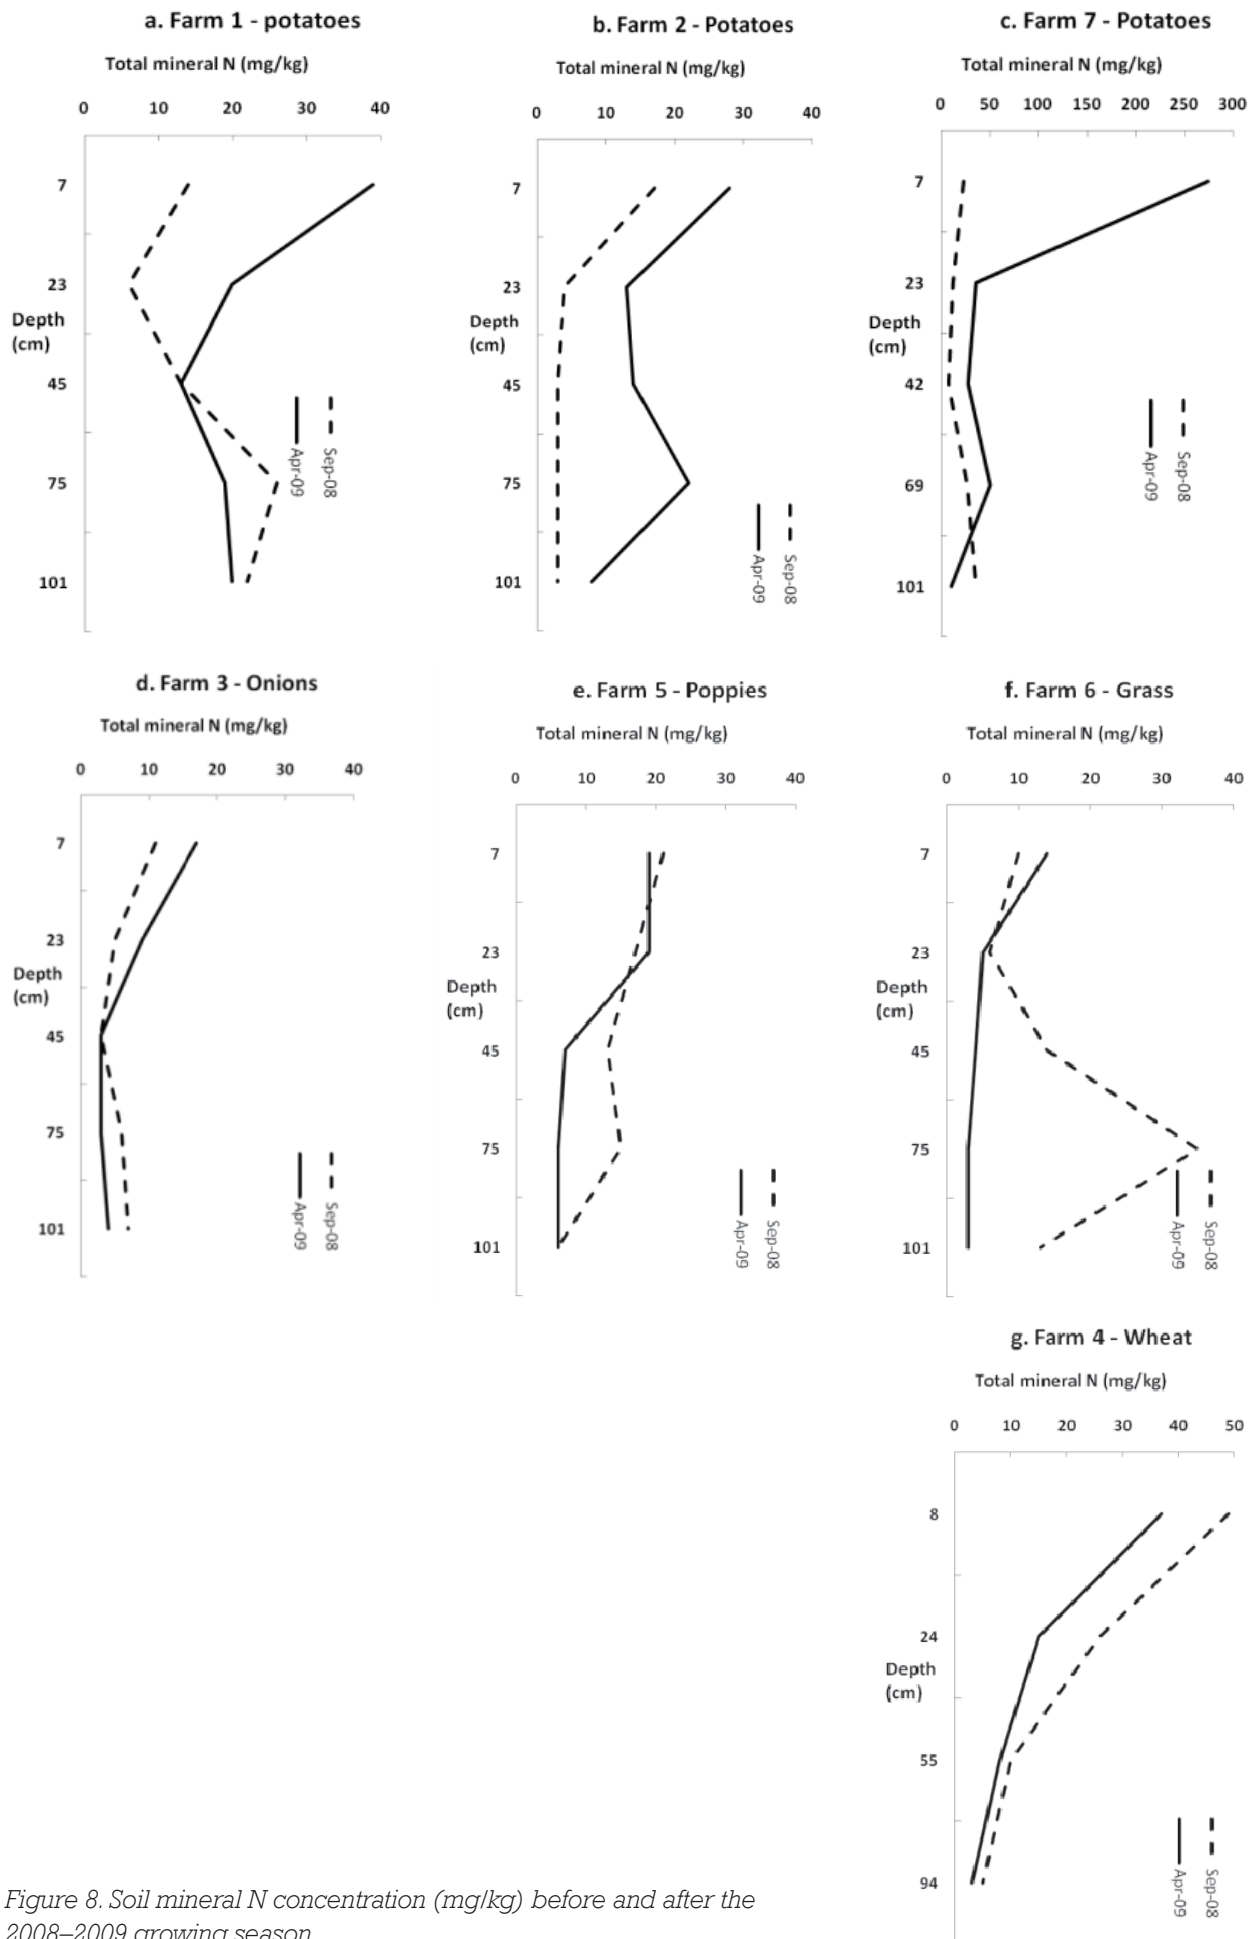 a. Farm 1 - potatoes
Total mineral N (mg/kg)
0 10 20 30 40
7
23
Depth
(cm)
45
75
101
Apr-09
Sep-08
b. Farm 2 - Potatoes
Total mineral N (mg/kg)
0 10 20 30 40
7
23
Depth
(cm)
45
75
101
Apr-09
Sep-08
c. Farm 7 - Potatoes
Total mineral N (mg/kg)
0 50 100 150 200 250 300
7
23
Depth
(cm)
42
69
101
Apr-09
Sep-08
d. Farm 3 - Onions
Total mineral N (mg/kg)
0 10 20 30 40
7
23
Depth
(cm)
45
75
101
Apr-09
Sep-08
e. Farm 5 - Poppies
Total mineral N (mg/kg)
0 10 20 30 40
7
23
Depth
(cm)
45
75
101
Apr-09
Sep-08
f. Farm 6 - Grass
Total mineral N (mg/kg)
0 10 20 30 40
7
23
Depth
(cm)
45
75
101
Apr-09
Sep-08
g. Farm 4 - Wheat
Total mineral N (mg/kg)
0 10 20 30 40 50
8
24
Depth
(cm)
55
94
Apr-09
Sep-08
Figure 8. Soil mineral N concentration (mg/kg) before and after the
2008–2009 growing season